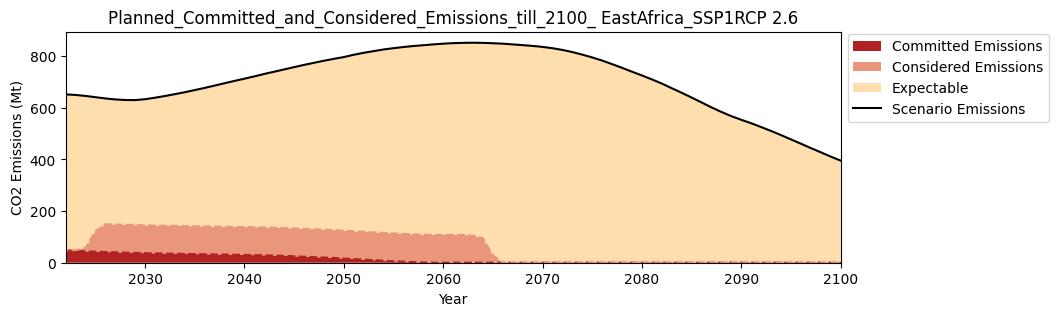 Planned_Committed_and_Considered_Emissions_till_2100_ EastAfrica_SSP1RCP 2.6
CO2 Emissions (Mt)
800
600
400
200
0
2030 2040 2050 2060 2070 2080 2090 2100
Year
Committed Emissions
Considered Emissions
Expectable
Scenario Emissions